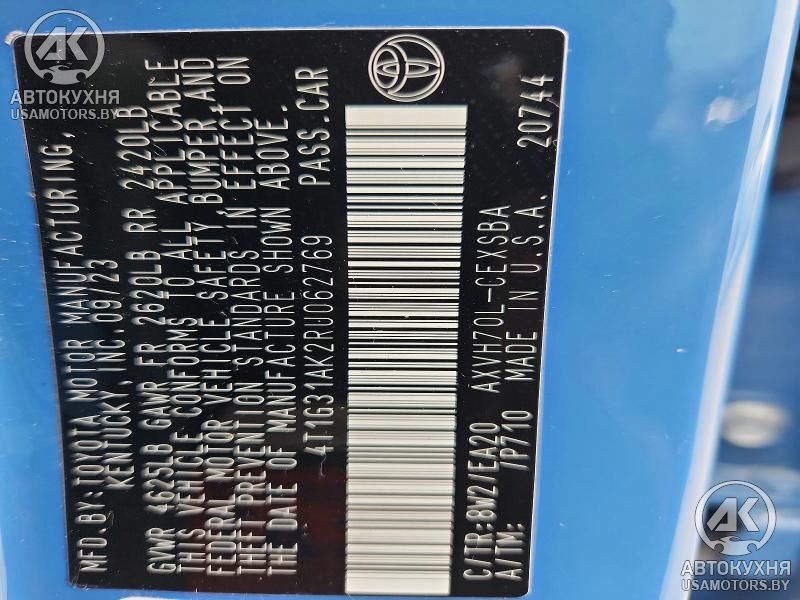 MFD. BY: TOYOTA MOTOR MANUFACTURING,
KENTUCKY, INC. 09/23
GVWR 4625LB GAWR FR 2620LB RR 2420LB
THIS VEHICLE CONFORMS TO ALL APPLICABLE
FEDERAL MOTOR VEHICLE SAFETY, BUMPER, AND
THEFT PREVENTION STANDARDS IN EFFECT ON
THE DATE OF MANUFACTURE SHOWN ABOVE.
4T1G31AK2RU062769 PASS. CAR
C/TR: 8W2/EA20 AXVH70L-CEXSBA
A/TM: /P710 MADE IN U.S.A. 20744
АК
АВТОКУХНЯ
USAMOTORS.BY
АК
АВТОКУХНЯ
USAMOTORS.BY